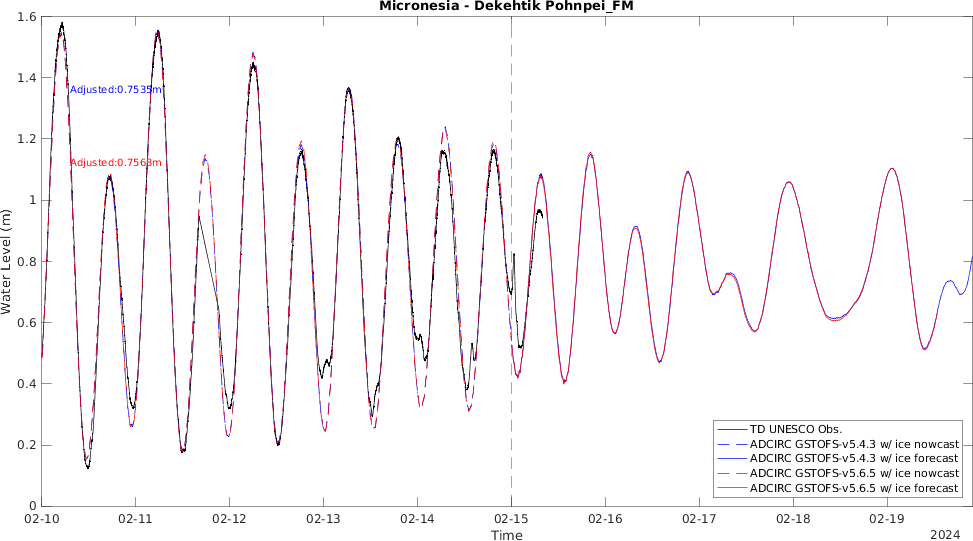 Micronesia - Dekehtik Pohnpei_FM
1.6
1.4
1.2
1
0.8
0.6
0.4
0.2
0
Water Level (m)
Adjusted:0.7535m
Adjusted:0.7563m
TD UNESCO Obs.
ADCIRC GSTOFS-v5.4.3 w/ ice nowcast
ADCIRC GSTOFS-v5.4.3 w/ ice forecast
ADCIRC GSTOFS-v5.6.5 w/ ice nowcast
ADCIRC GSTOFS-v5.6.5 w/ ice forecast
02-10 02-11 02-12 02-13 02-14 02-15 02-16 02-17 02-18 02-19
Time
2024